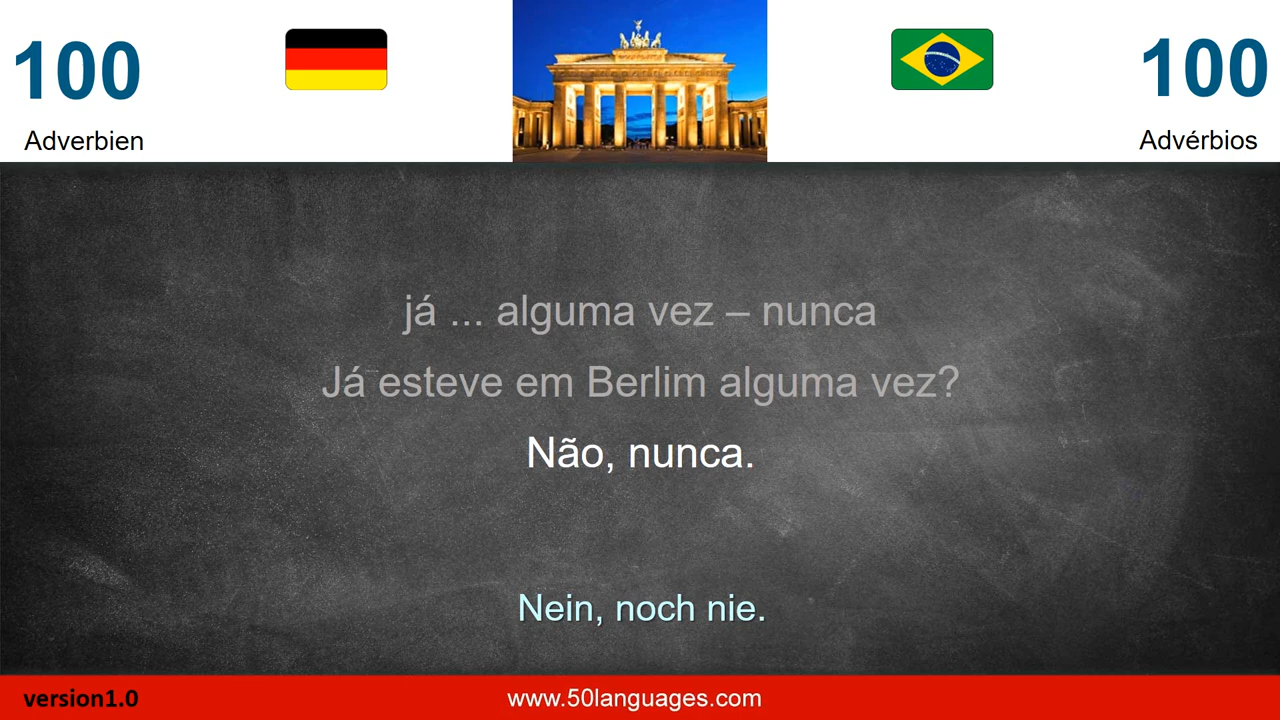 100
Adverbien
100
Advérbios
já ... alguma vez – nunca
Já esteve em Berlim alguma vez?
Não, nunca.
Nein, noch nie.
version1.0
www.50languages.com